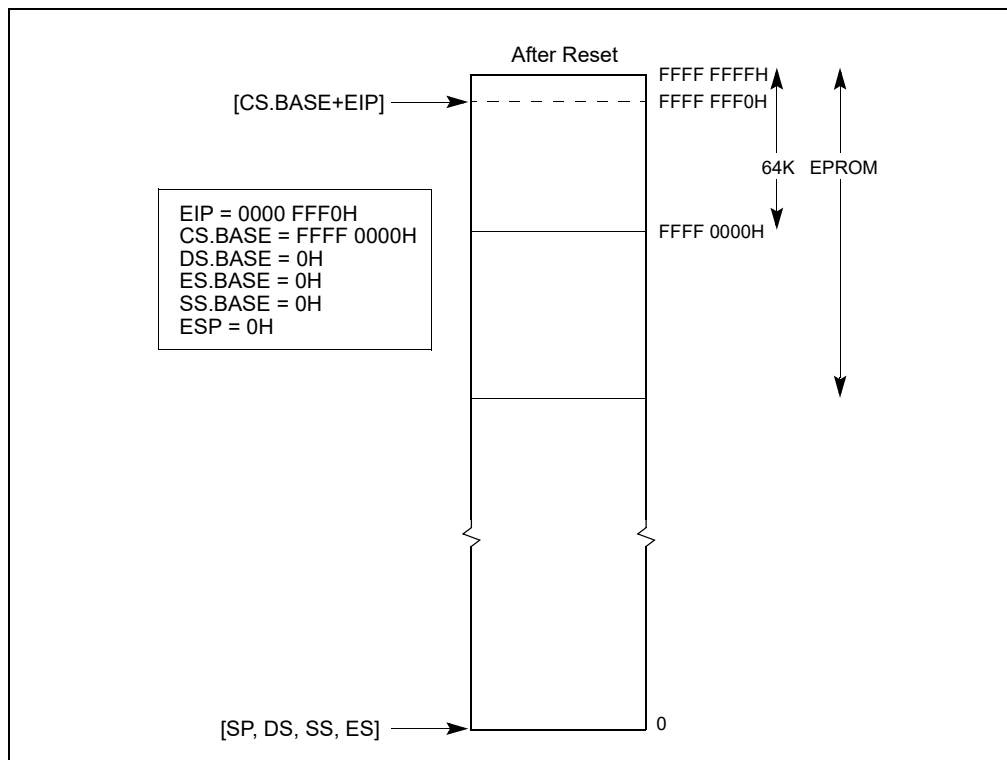 After Reset
FFFF FFFFH
[CS.BASE+EIP]
FFFF FFF0H
64K
EPROM
EIP = 0000 FFF0H
CS.BASE = FFFF 0000H
DS.BASE = 0H
ES.BASE = 0H
SS.BASE = 0H
ESP = 0H
FFFF 0000H
[SP, DS, SS, ES]
0